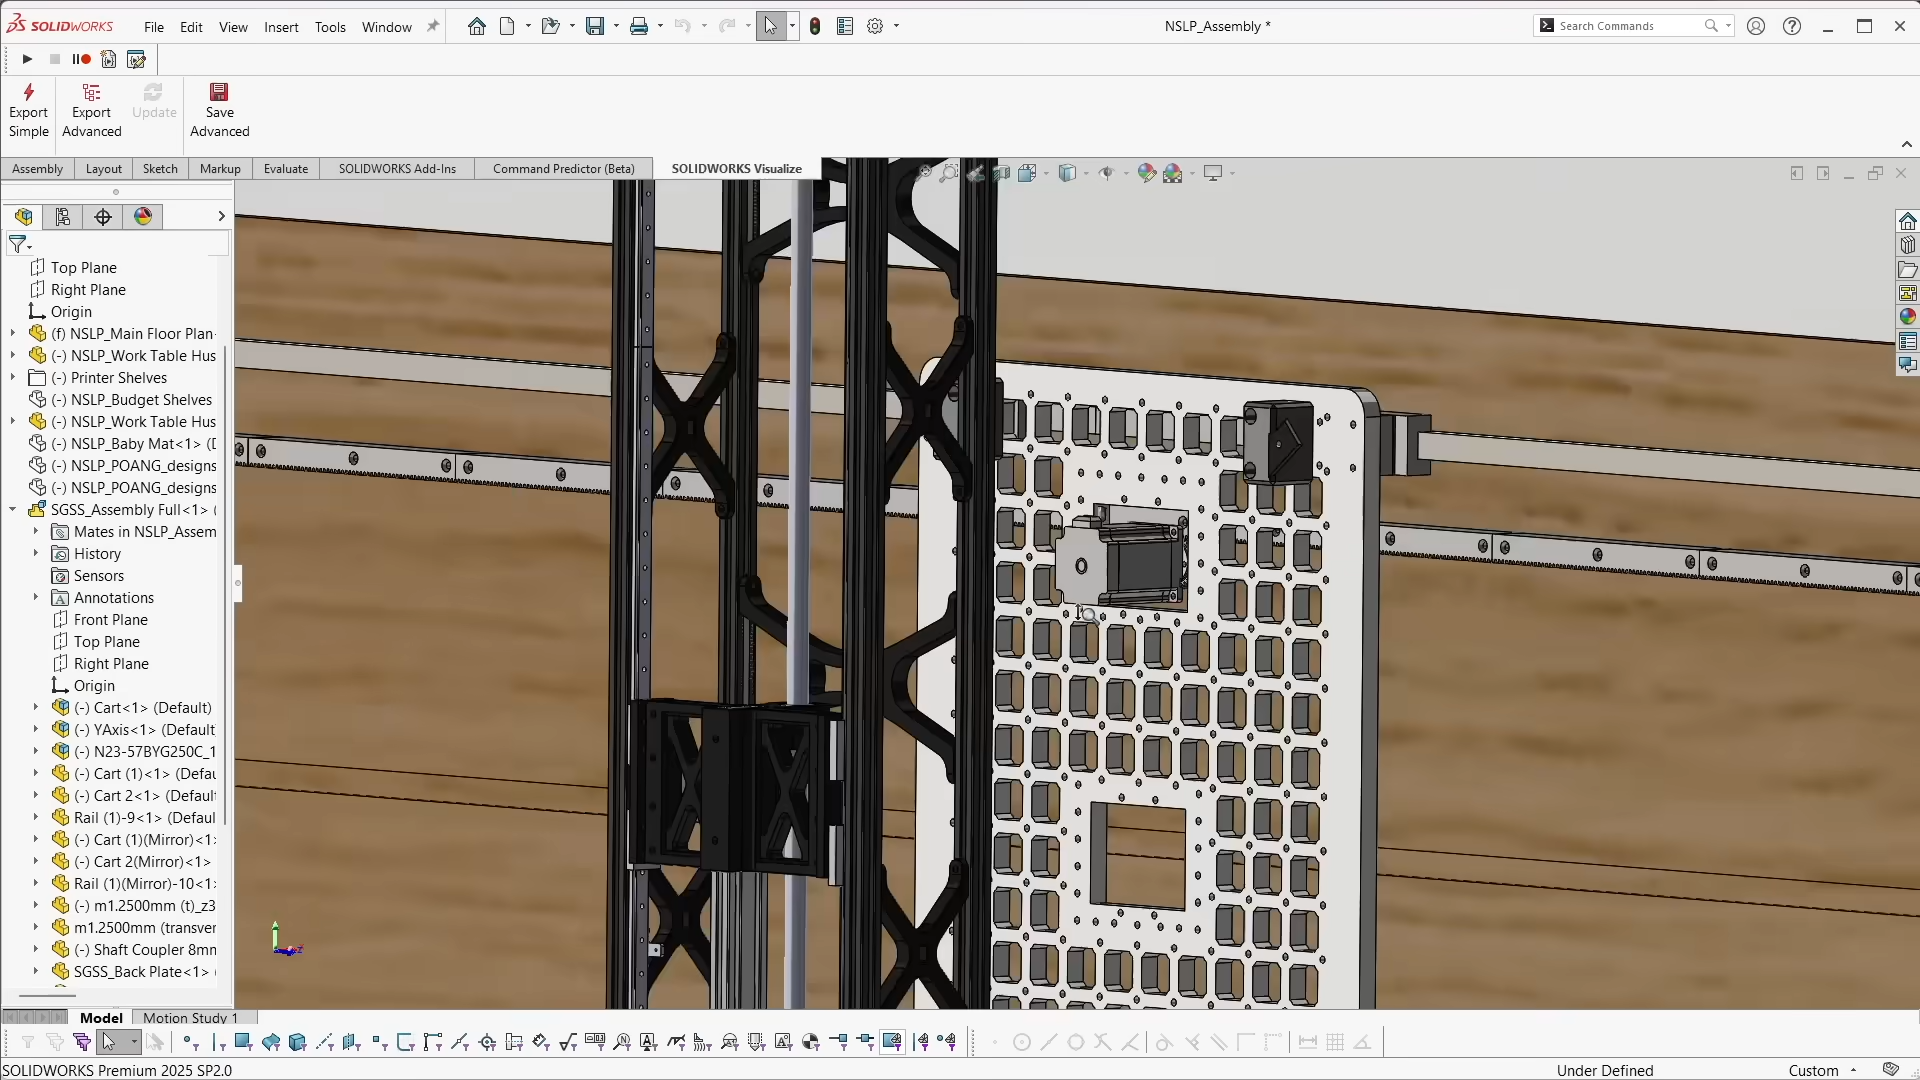 SOLIDWORKS File Edit View Insert Tools Window NSLP_Assembly * Search Commands
Export Simple
Export Advanced
Update
Save Advanced
Assembly Layout Sketch Markup Evaluate SOLIDWORKS Add-Ins Command Predictor (Beta) SOLIDWORKS Visualize
Top Plane
Right Plane
Origin
(f) NSLP_Main Floor Plan
(-) NSLP_Work Table Hus
(-) Printer Shelves
(-) NSLP_Budget Shelves
(-) NSLP_Work Table Hus
(-) NSLP_Baby Mat<1> (D
(-) NSLP_POANG_designs
(-) NSLP_POANG_designs
SGSS_Assembly Full<1> (
Mates in NSLP_Assem
History
Sensors
Annotations
Front Plane
Top Plane
Right Plane
Origin
(-) Cart<1> (Default)
(-) YAxis<1> (Default
(-) N23-57BYG250C_1
(-) Cart (1)<1> (Defau
(-) Cart 2<1> (Default
Rail (1)-9<1> (Defaul
(-) Cart (1)(Mirror)<1>
(-) Cart 2(Mirror)<1>
Rail (1)(Mirror)-10<1>
(-) m1.2500mm (t)_z3
m1.2500mm (transver
(-) Shaft Coupler 8mm
SGSS_Back Plate<1> (
Model Motion Study 1
SOLIDWORKS Premium 2025 SP2.0 Under Defined Custom